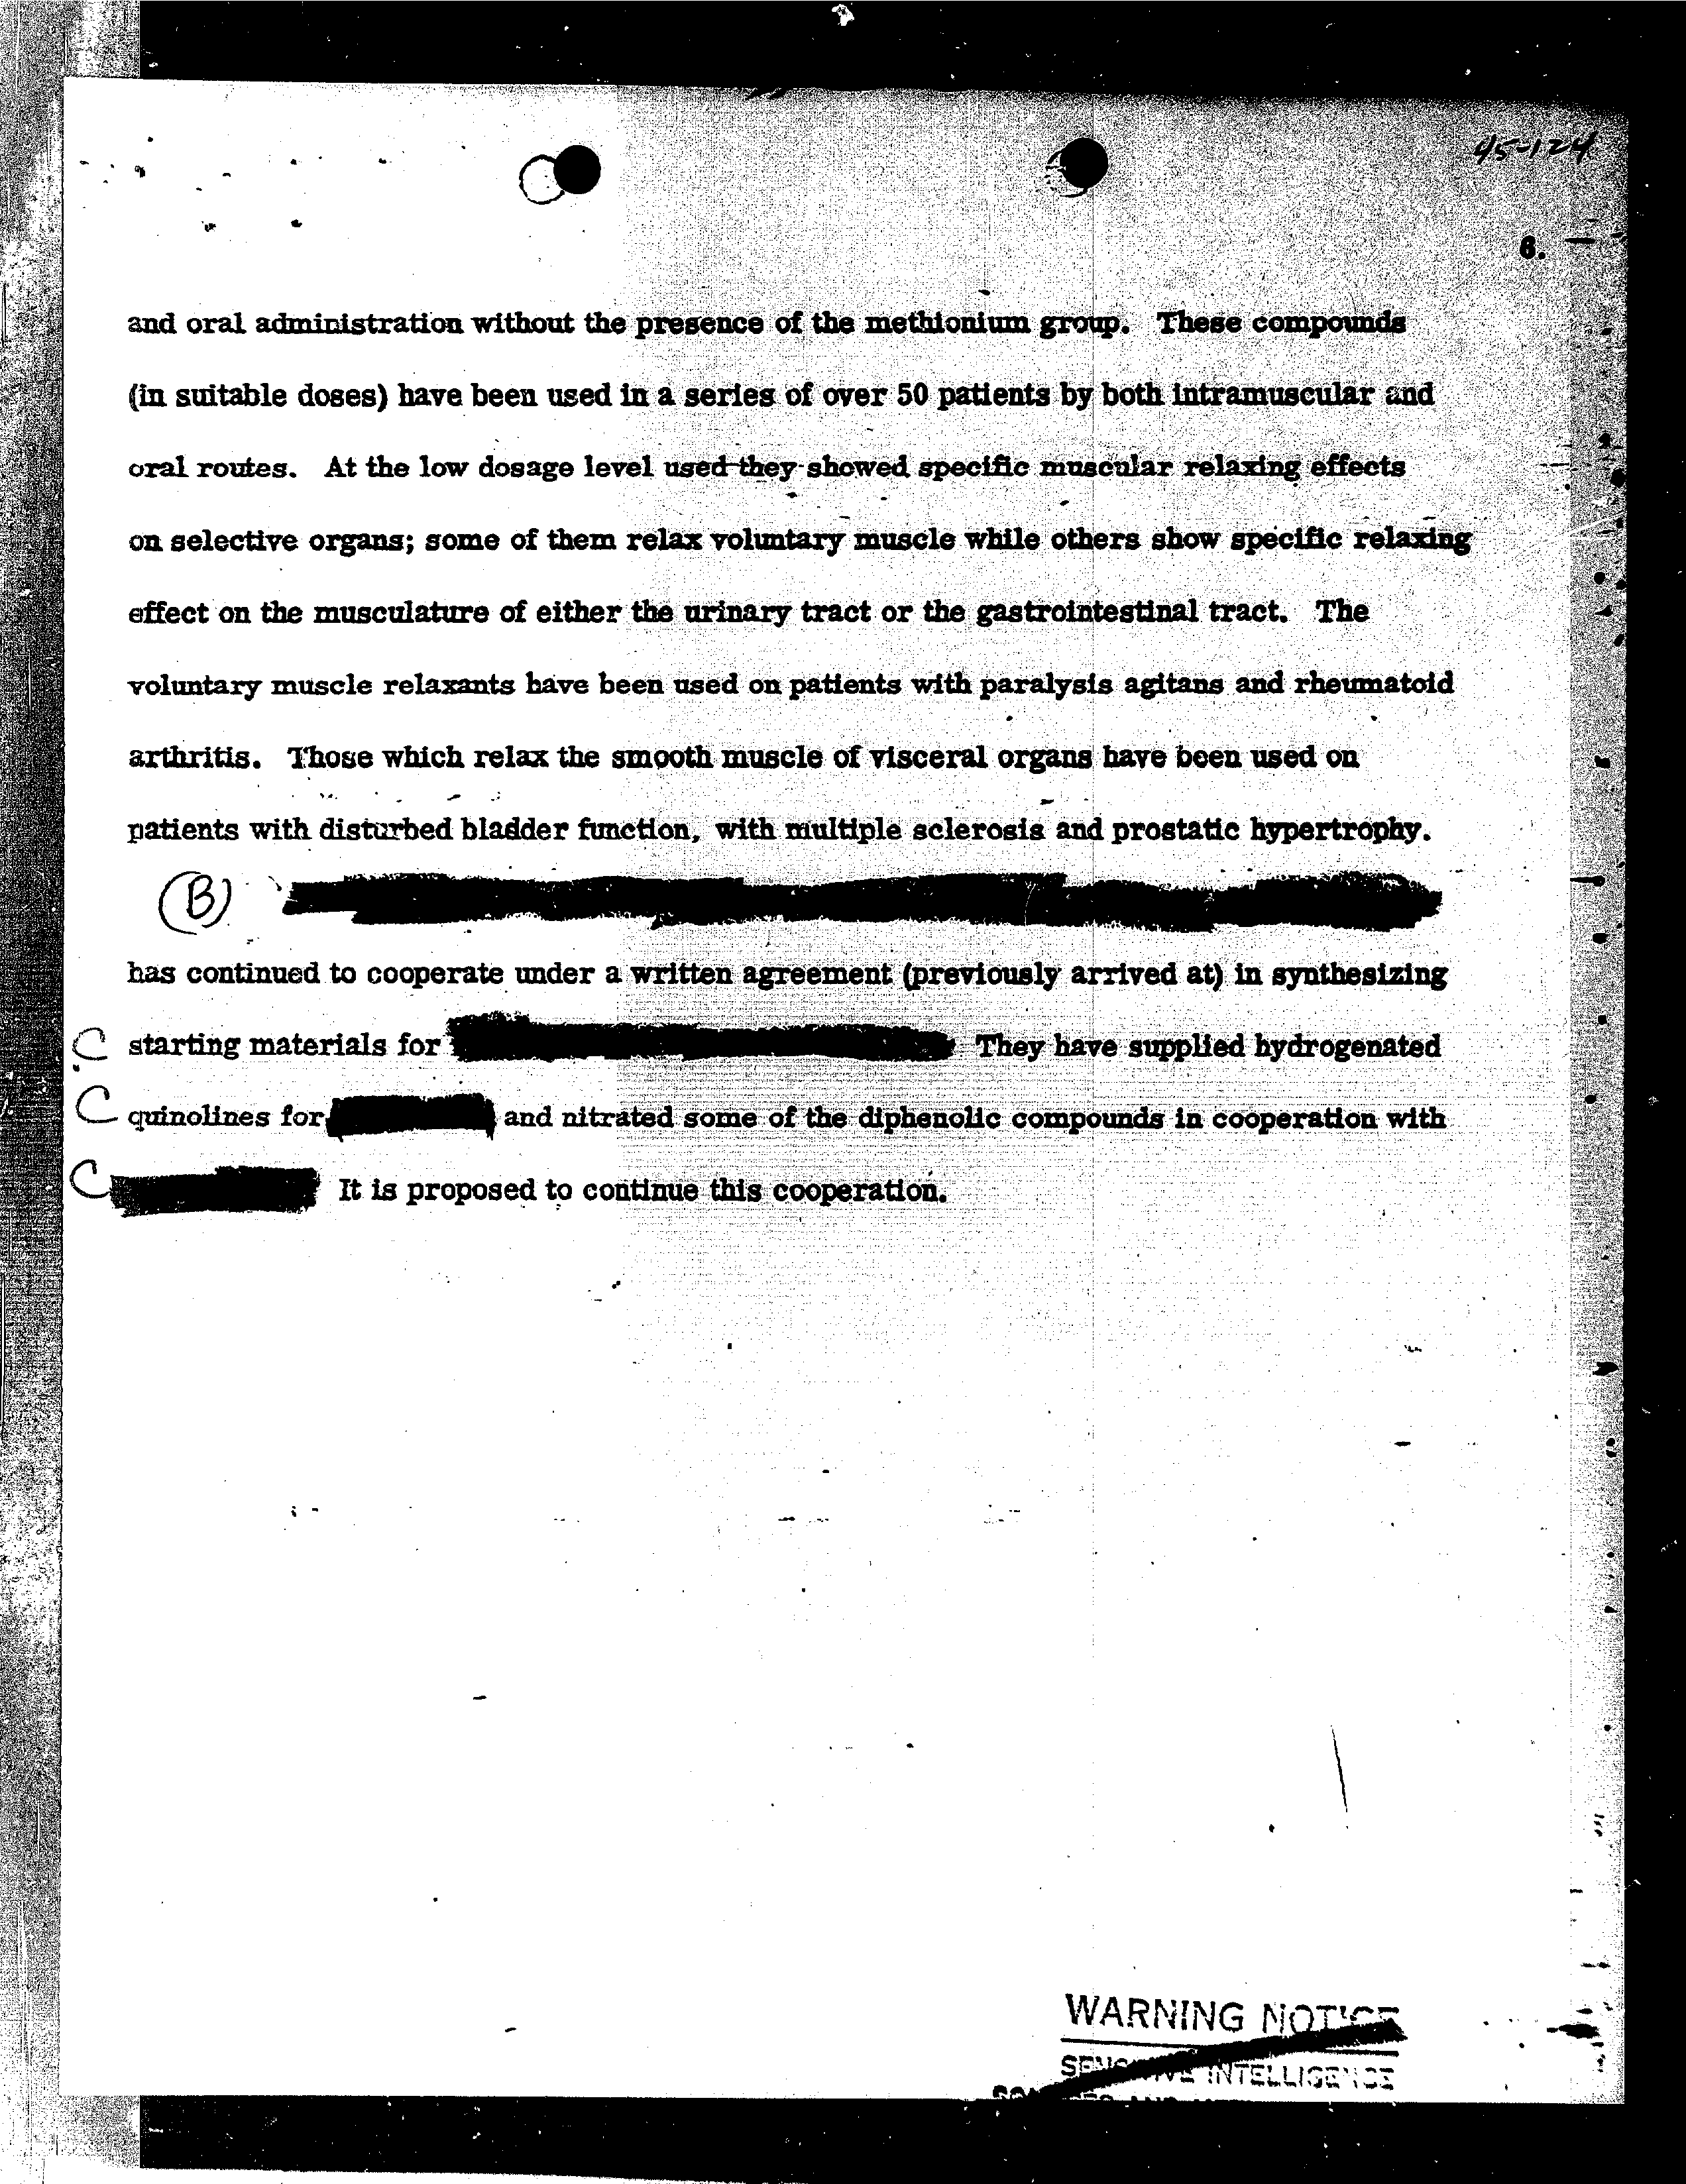 45-124
6.
and oral administration without the presence of the methionium group. These compounds
(in suitable doses) have been used in a series of over 50 patients by both intramuscular and
oral routes. At the low dosage level used they showed specific muscular relaxing effects
on selective organs; some of them relax voluntary muscle while others show specific relaxing
effect on the musculature of either the urinary tract or the gastrointestinal tract. The
voluntary muscle relaxants have been used on patients with paralysis agitans and rheumatoid
arthritis. Those which relax the smooth muscle of visceral organs have been used on
patients with disturbed bladder function, with multiple sclerosis and prostatic hypertrophy.
B
has continued to cooperate under a written agreement (previously arrived at) in synthesizing
C starting materials for They have supplied hydrogenated
C quinolines for and nitrated some of the diphenolic compounds in cooperation with
C It is proposed to continue this cooperation.
WARNING NOTICE
INTELLIGENCE